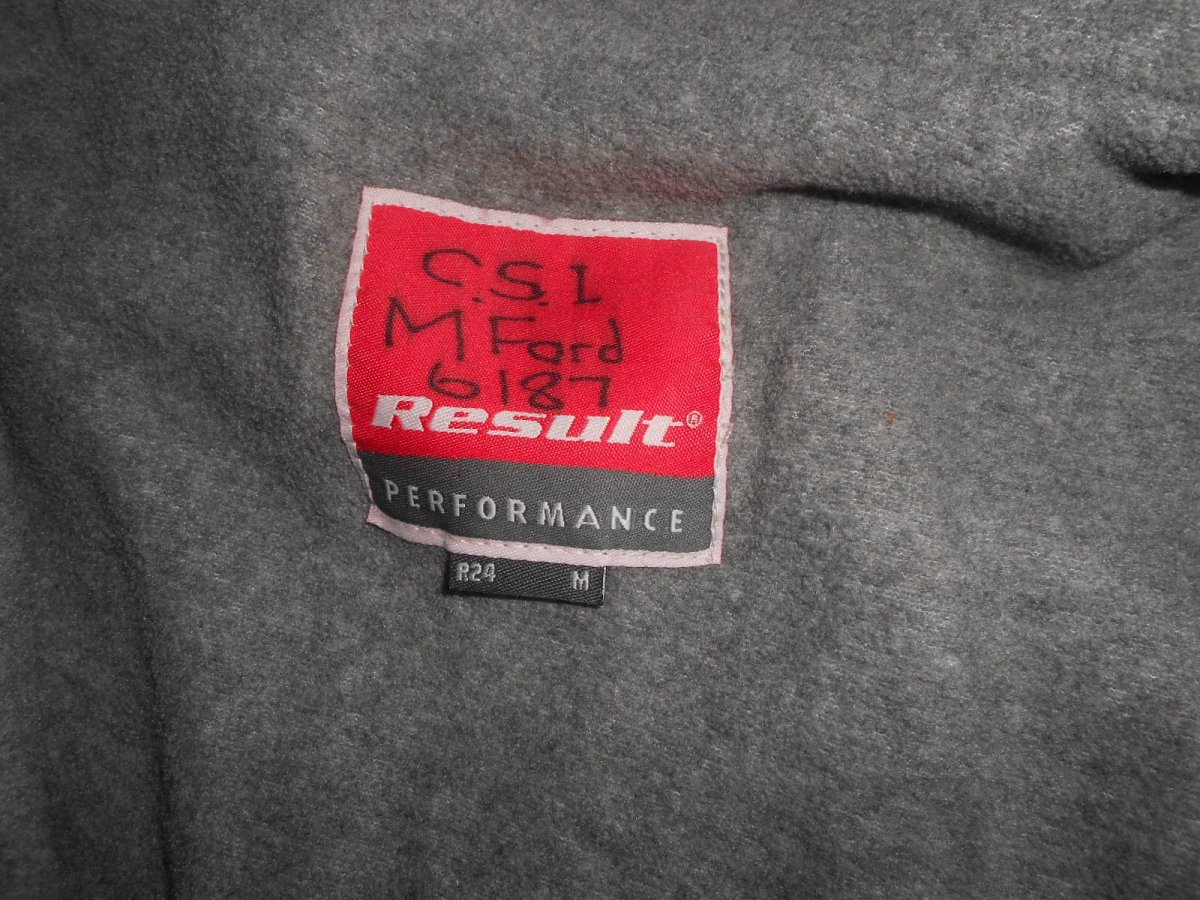 C.S.I
M Ford
6187
Result®
PERFORMANCE
R24 M